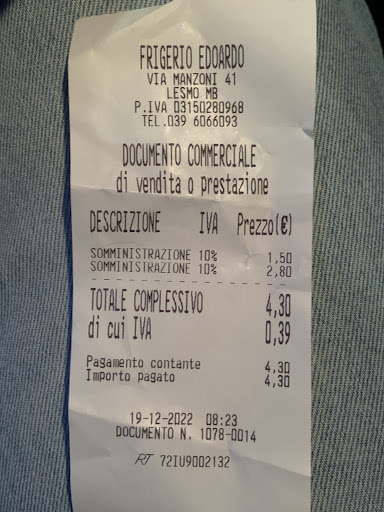 FRIGERIO EDOARDO
VIA MANZONI 41
LESMO MB
P.IVA 03150280968
TEL.039 6066093
DOCUMENTO COMMERCIALE
di vendita o prestazione
DESCRIZIONE IVA Prezzo(€)
SOMMINISTRAZIONE 10% 1,50
SOMMINISTRAZIONE 10% 2,80
TOTALE COMPLESSIVO 4,30
di cui IVA 0,39
Pagamento contante 4,30
Importo pagato 4,30
19-12-2022 08:23
DOCUMENTO N. 1078-0014
RT 72IU9002132